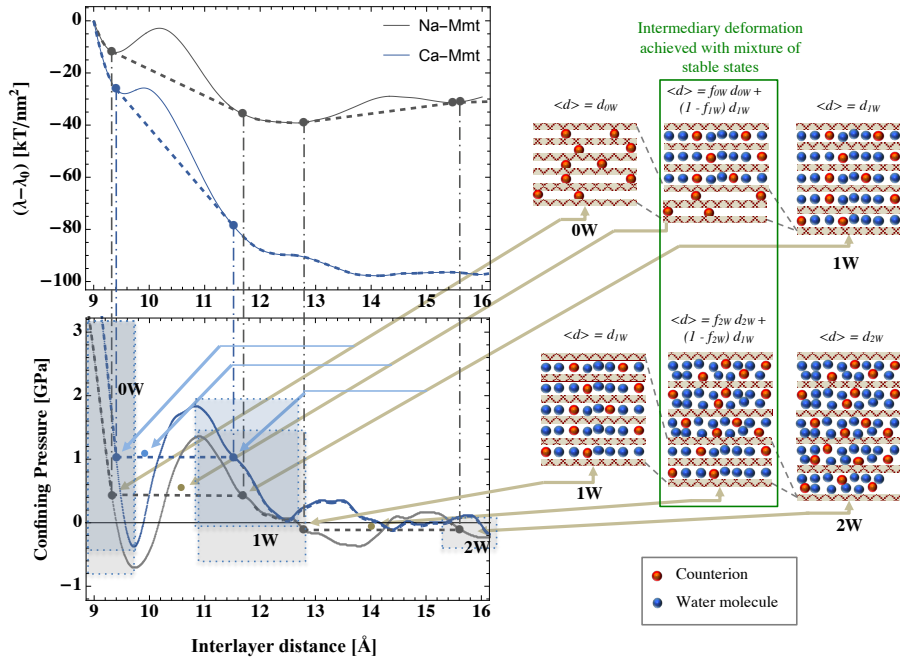 Na−Mmt
Ca−Mmt
(λ−λ0) [kT/nm²]
0
−20
−40
−60
−80
−100
9 10 11 12 13 14 15 16
Confining Pressure [GPa]
3
2
1
0
−1
0W
1W
2W
9 10 11 12 13 14 15 16
Interlayer distance [Å]
Intermediary deformation
achieved with mixture of
stable states
<d> = d0W
<d> = f0W d0W +
(1 - f1W) d1W
<d> = d1W
0W
1W
<d> = d1W
<d> = f2W d2W +
(1 - f2W) d1W
<d> = d2W
1W
2W
Counterion
Water molecule